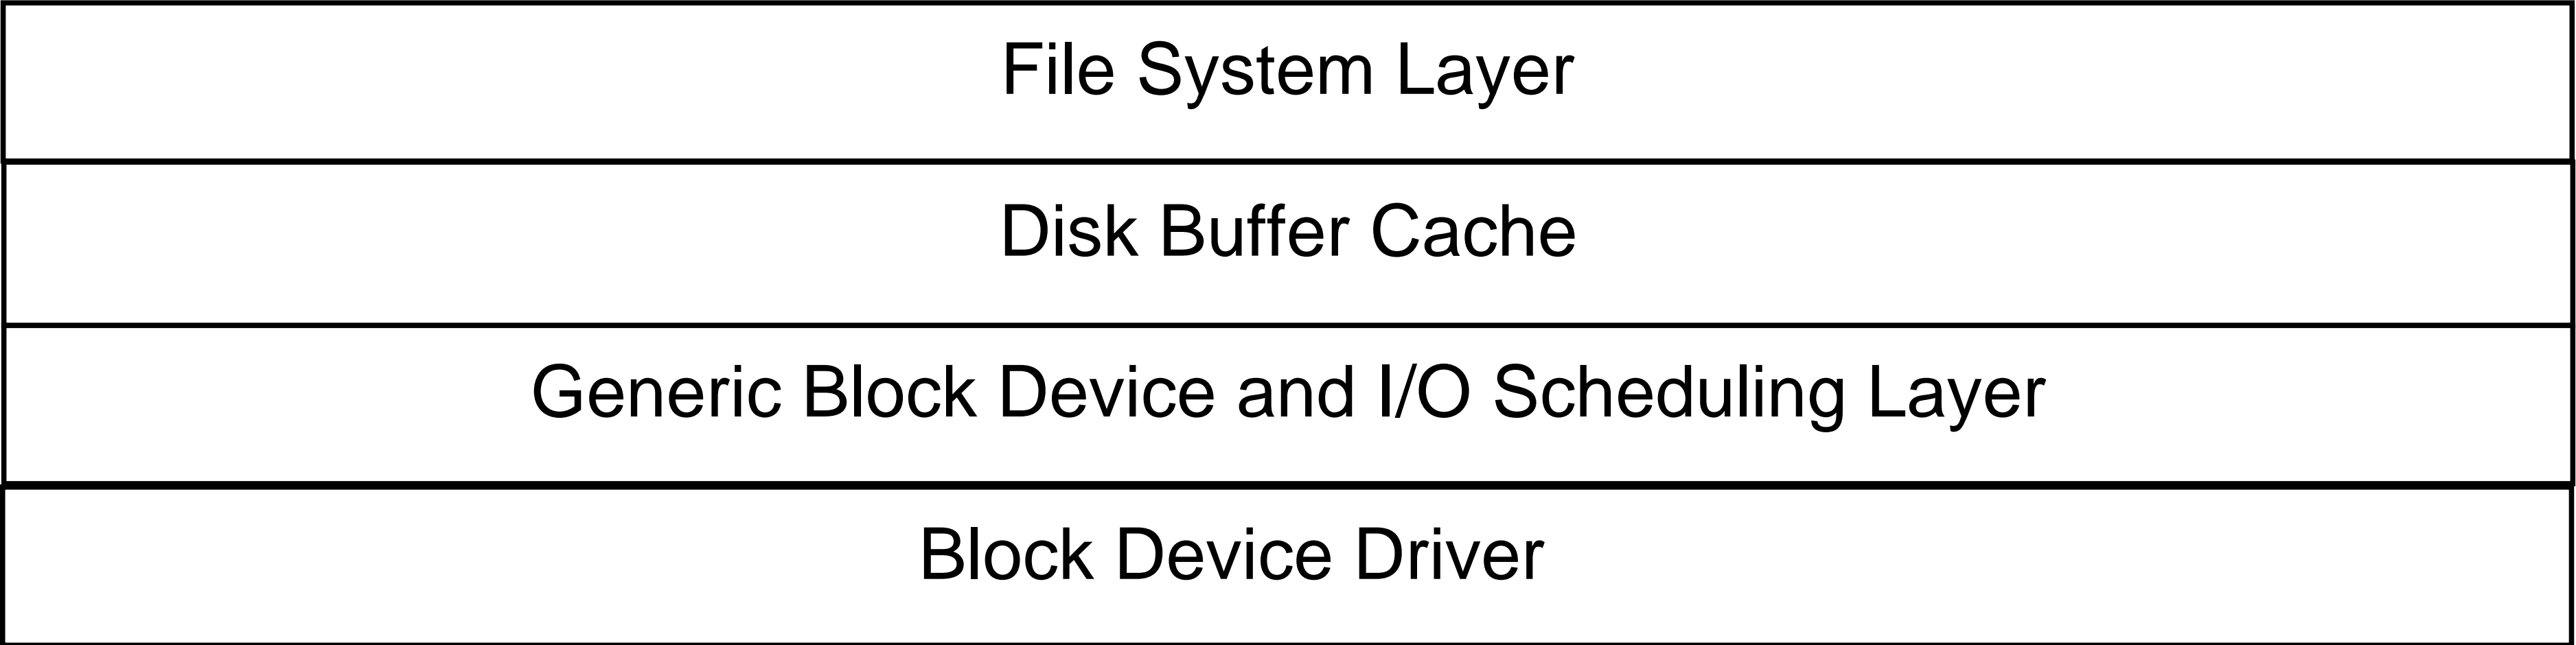 File System Layer
Disk Buffer Cache
Generic Block Device and I/O Scheduling Layer
Block Device Driver